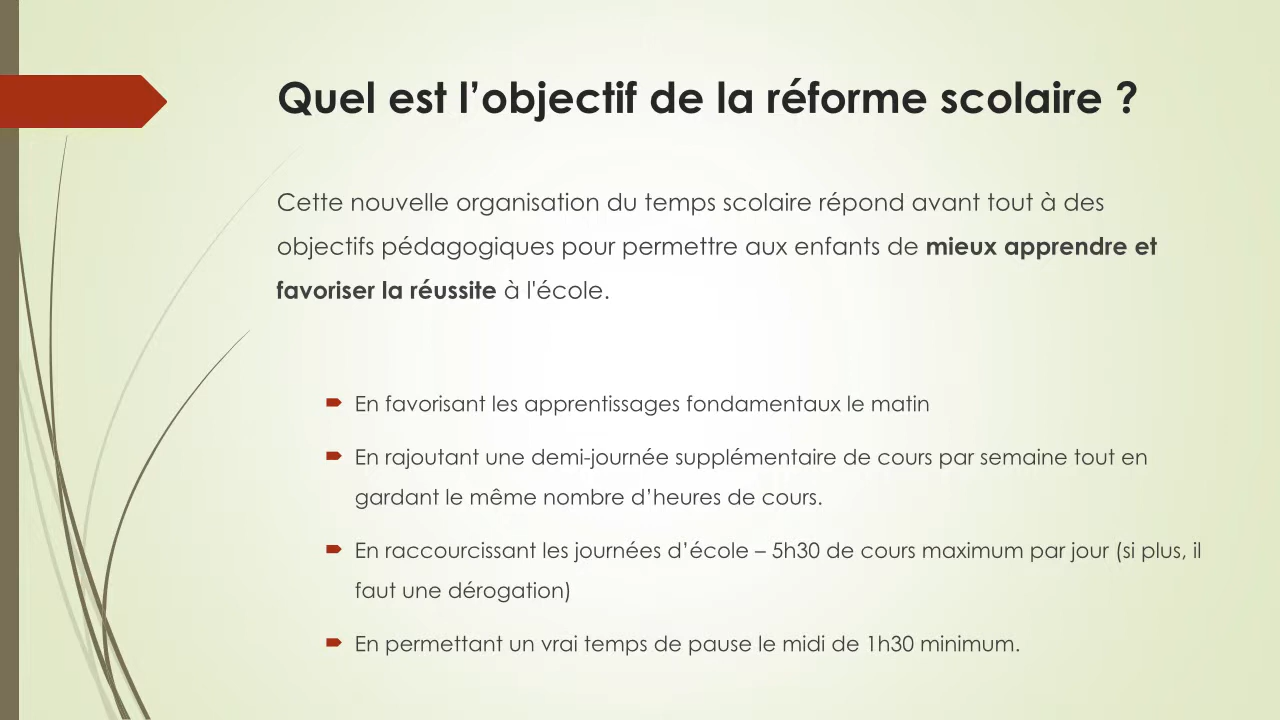 Quel est l’objectif de la réforme scolaire ?
Cette nouvelle organisation du temps scolaire répond avant tout à des
objectifs pédagogiques pour permettre aux enfants de mieux apprendre et
favoriser la réussite à l'école.
En favorisant les apprentissages fondamentaux le matin
En rajoutant une demi-journée supplémentaire de cours par semaine tout en
gardant le même nombre d’heures de cours.
En raccourcissant les journées d’école – 5h30 de cours maximum par jour (si plus, il
faut une dérogation)
En permettant un vrai temps de pause le midi de 1h30 minimum.